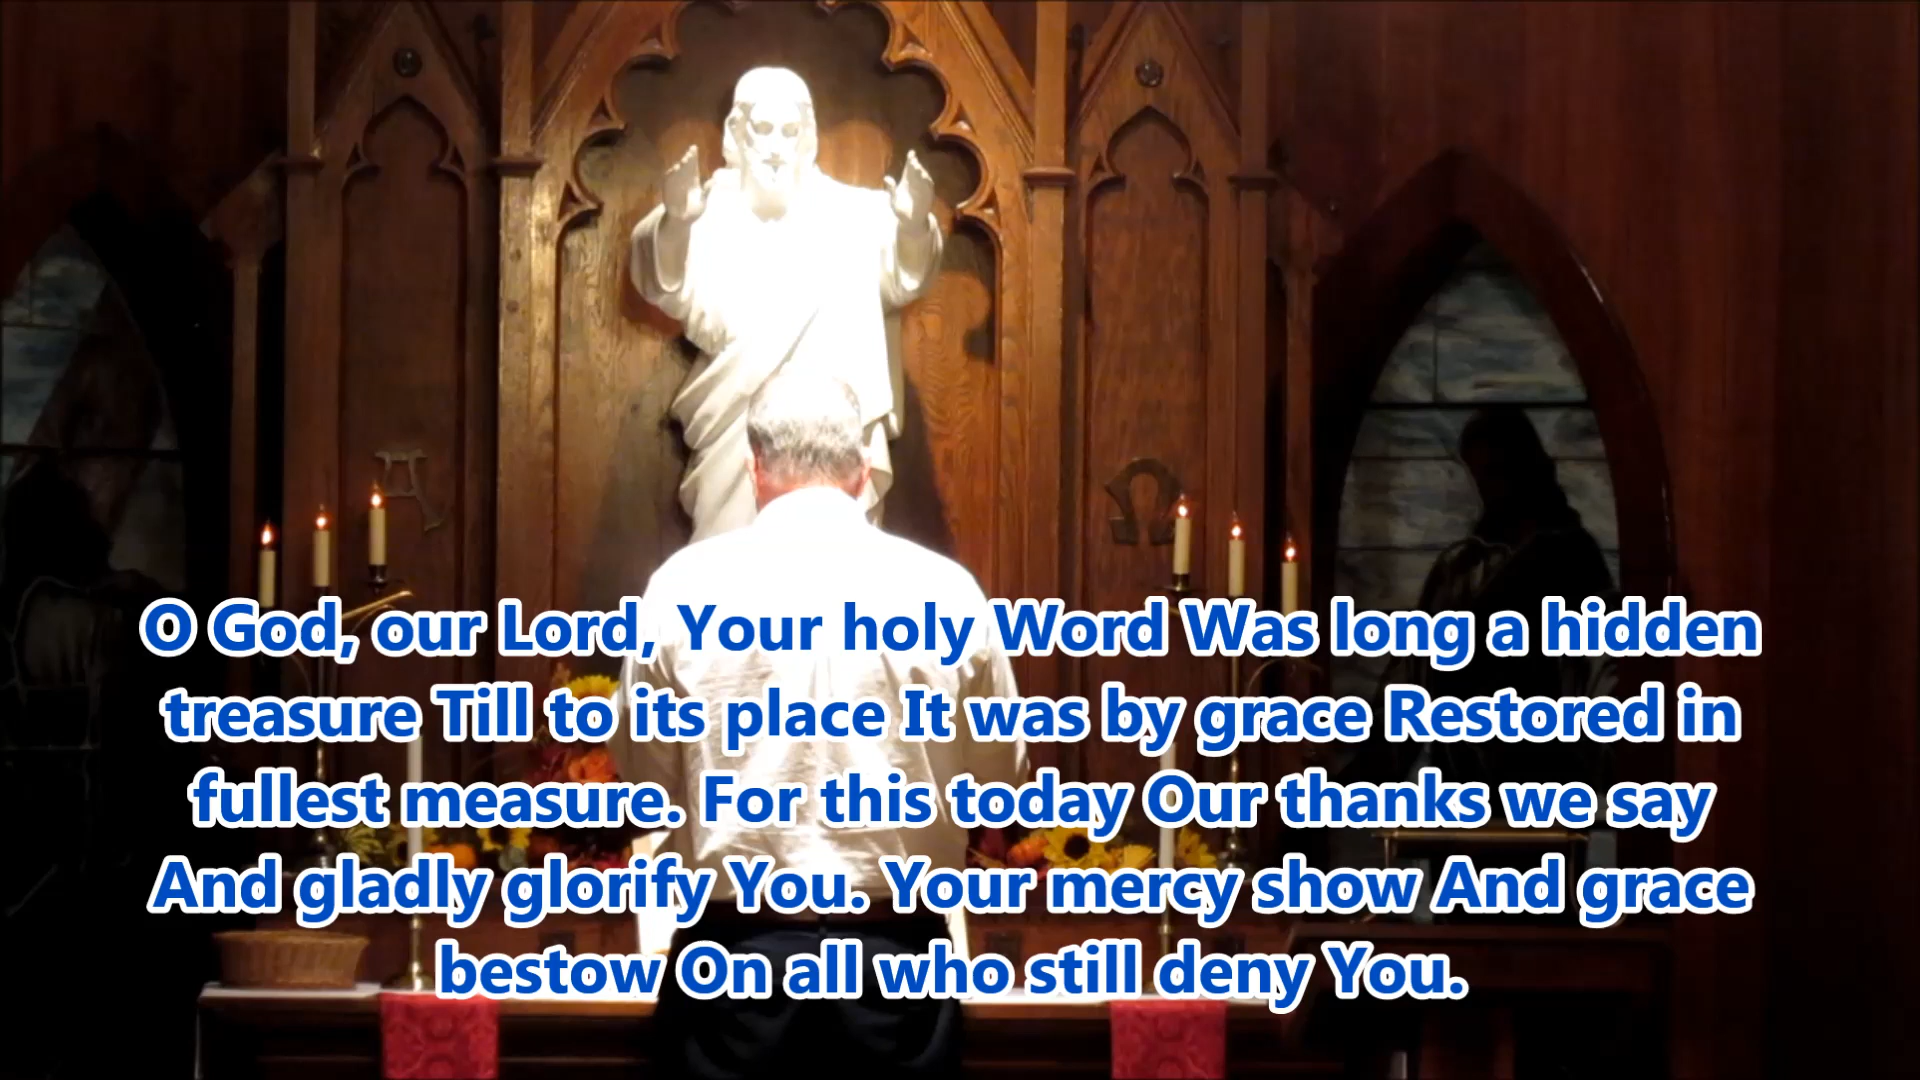 O God, our Lord, Your holy Word Was long a hidden
treasure Till to its place It was by grace Restored in
fullest measure. For this today Our thanks we say
And gladly glorify You. Your mercy show And grace
bestow On all who still deny You.